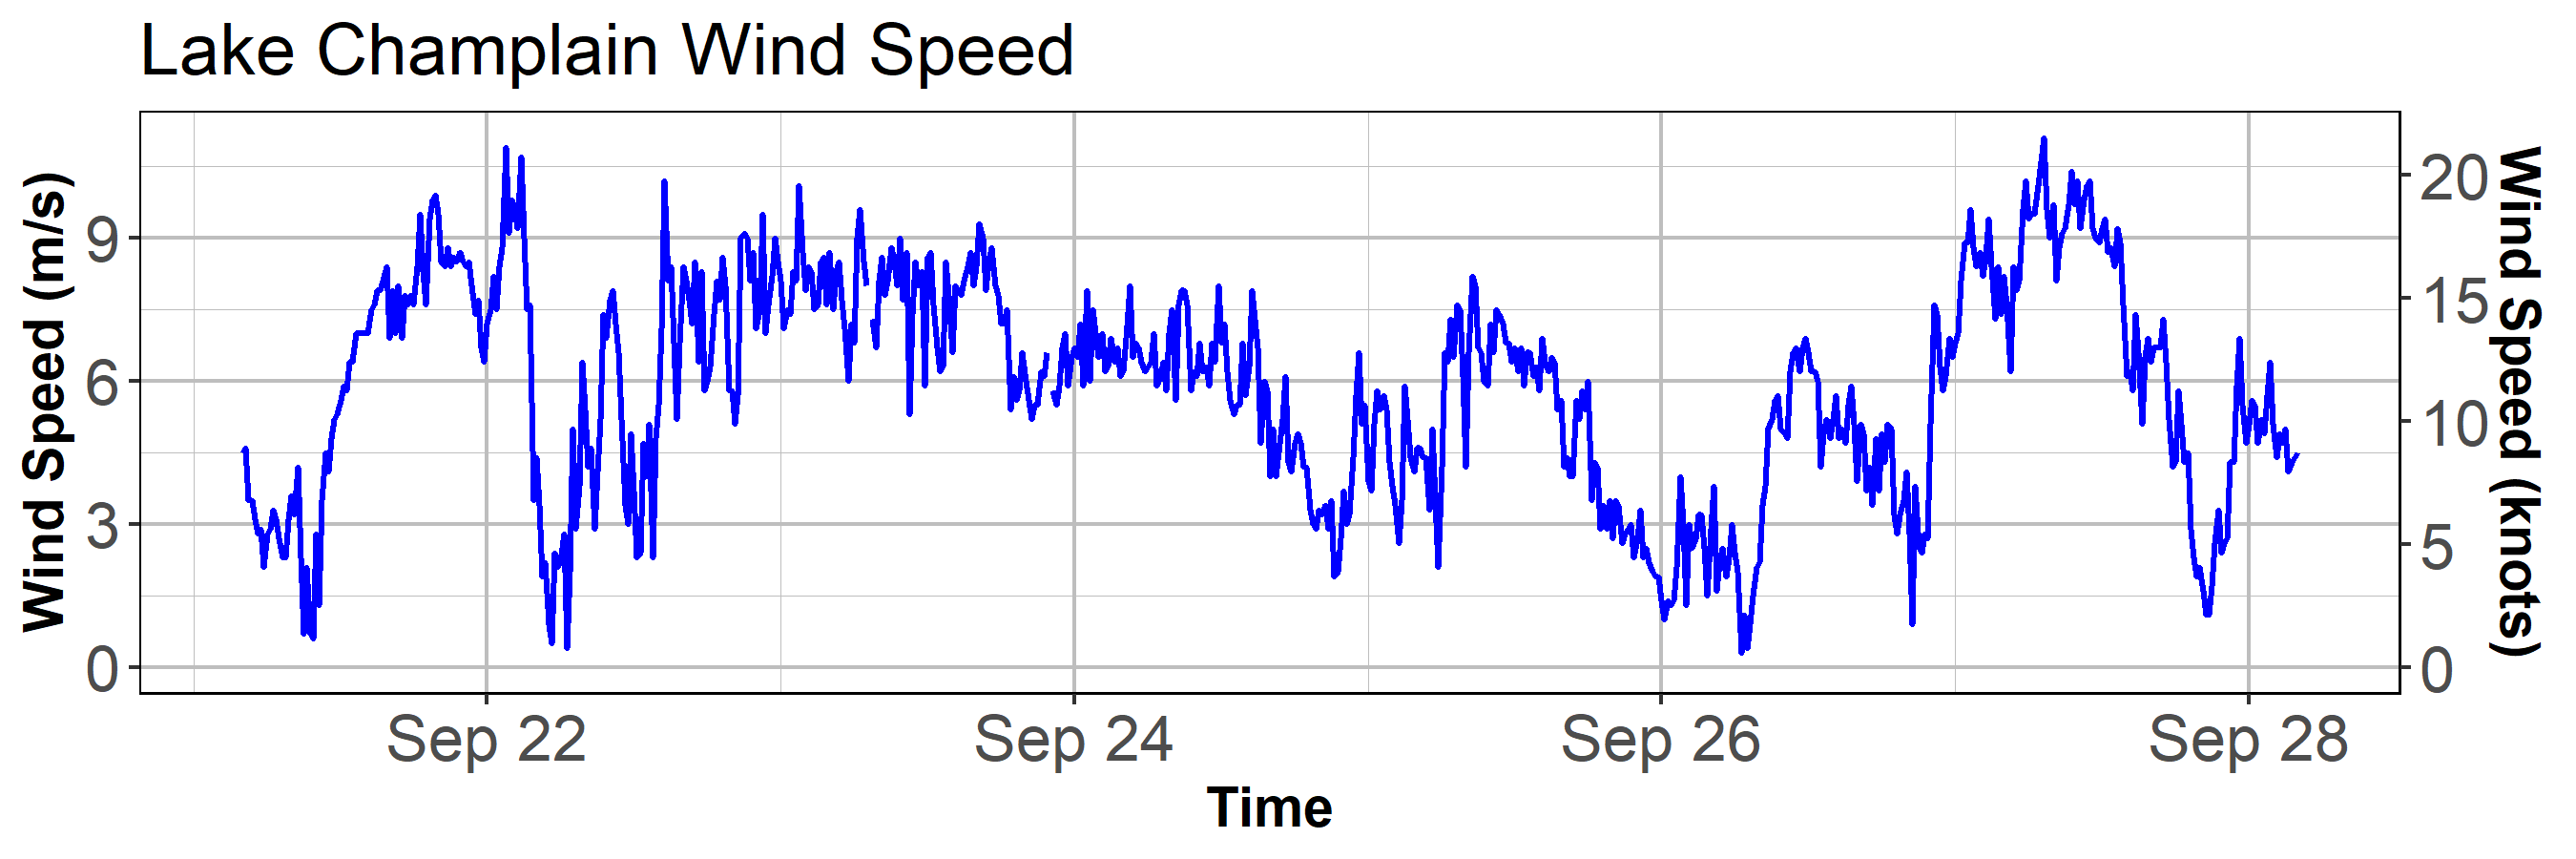 Lake Champlain Wind Speed
Wind Speed (m/s)
9
6
3
0
20
15
10
5
0
Wind Speed (knots)
Sep 22 Sep 24 Sep 26 Sep 28
Time